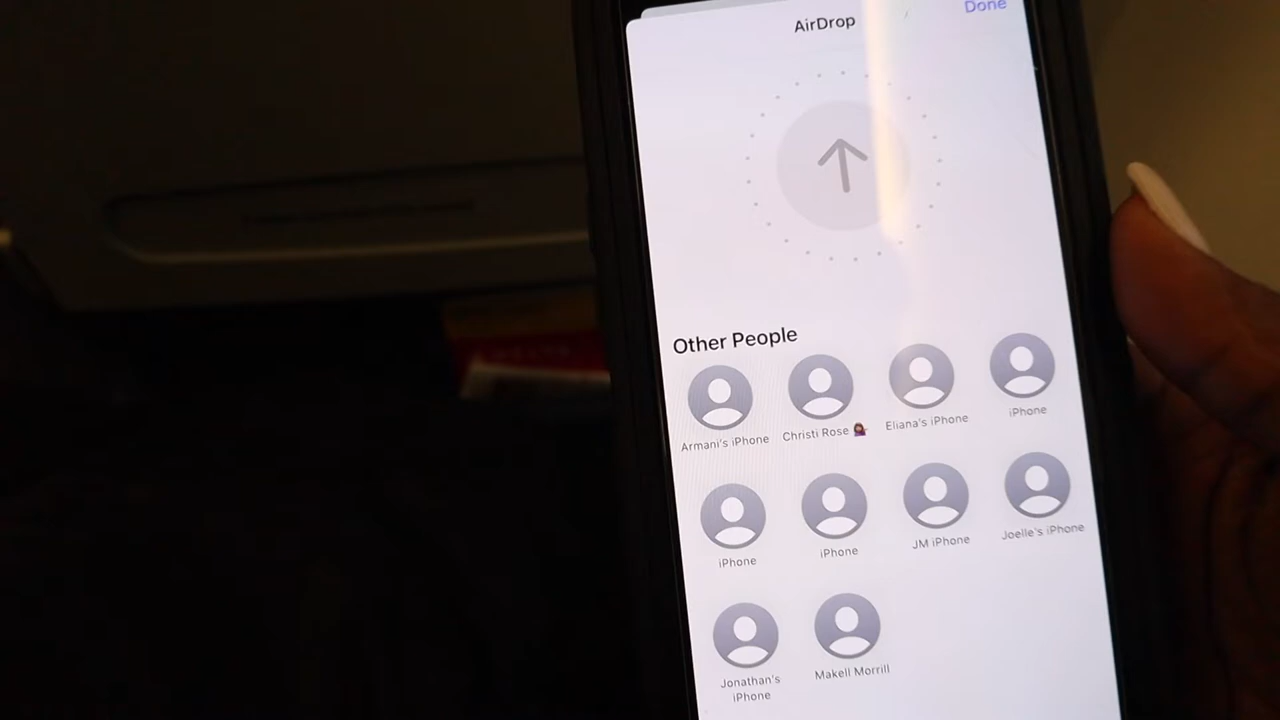 AirDrop
Done
Other People
Armani's iPhone
Christi Rose 💁🏾‍♀️
Eliana's iPhone
iPhone
iPhone
iPhone
JM iPhone
Joelle's iPhone
Jonathan's
iPhone
Makell Morrill